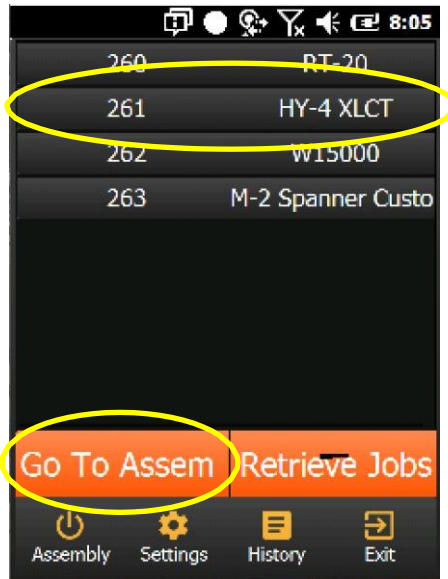 8:05
260 RT-20
261 HY-4 XLCT
262 W15000
263 M-2 Spanner Custo
Go To Assem Retrieve Jobs
Assembly Settings History Exit